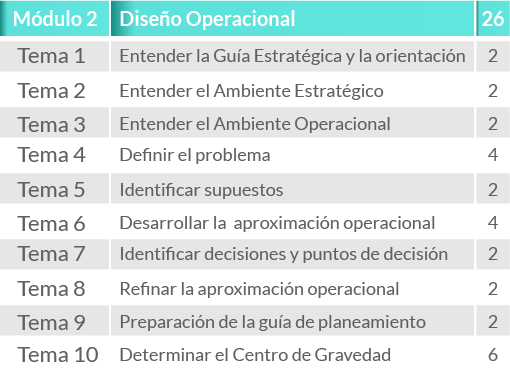 Módulo 2 Diseño Operacional 26
Tema 1 Entender la Guía Estratégica y la orientación 2
Tema 2 Entender el Ambiente Estratégico 2
Tema 3 Entender el Ambiente Operacional 2
Tema 4 Definir el problema 4
Tema 5 Identificar supuestos 2
Tema 6 Desarrollar la aproximación operacional 4
Tema 7 Identificar decisiones y puntos de decisión 2
Tema 8 Refinar la aproximación operacional 2
Tema 9 Preparación de la guía de planeamiento 2
Tema 10 Determinar el Centro de Gravedad 6